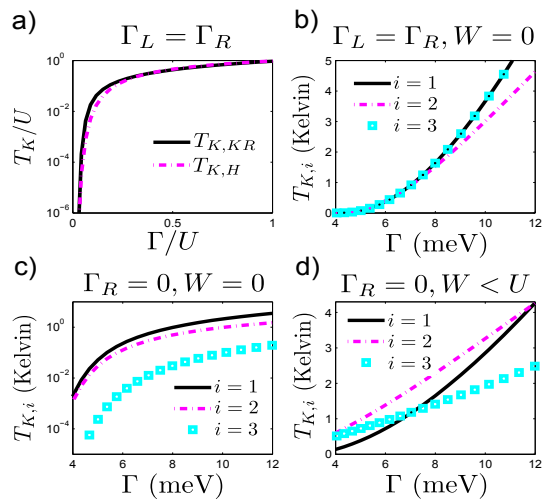 a)
Γ_L = Γ_R
T_K/U
10^0
10^-2
10^-4
10^-6
T_{K,KR}
T_{K,H}
0
0.5
1
Γ/U
b)
Γ_L = Γ_R, W = 0
T_{K,i} (Kelvin)
5
4
3
2
1
0
i = 1
i = 2
i = 3
4
6
8
10
12
Γ (meV)
c)
Γ_R = 0, W = 0
T_{K,i} (Kelvin)
10^0
10^-2
10^-4
i = 1
i = 2
i = 3
4
6
8
10
12
Γ (meV)
d)
Γ_R = 0, W < U
T_{K,i} (Kelvin)
4
3
2
1
0
i = 1
i = 2
i = 3
4
6
8
10
12
Γ (meV)